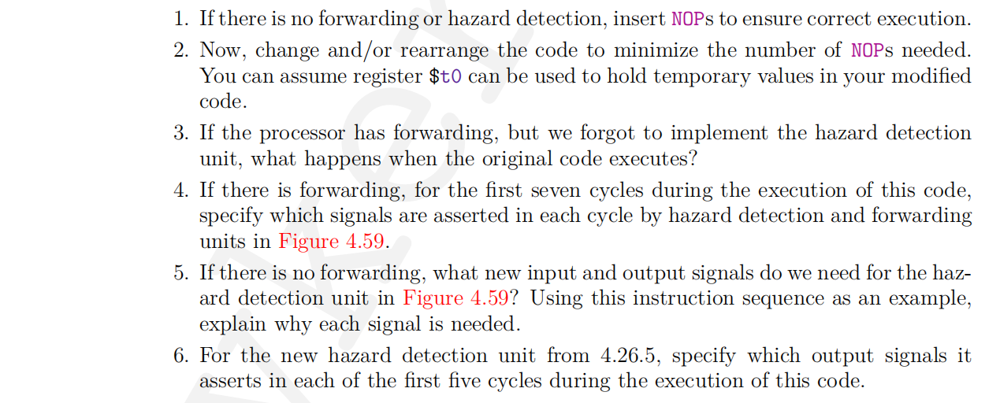 1. If there is no forwarding or hazard detection, insert NOPs to ensure correct execution.
2. Now, change and/or rearrange the code to minimize the number of NOPs needed.
You can assume register $t0 can be used to hold temporary values in your modified
code.
3. If the processor has forwarding, but we forgot to implement the hazard detection
unit, what happens when the original code executes?
4. If there is forwarding, for the first seven cycles during the execution of this code,
specify which signals are asserted in each cycle by hazard detection and forwarding
units in Figure 4.59.
5. If there is no forwarding, what new input and output signals do we need for the haz-
ard detection unit in Figure 4.59? Using this instruction sequence as an example,
explain why each signal is needed.
6. For the new hazard detection unit from 4.26.5, specify which output signals it
asserts in each of the first five cycles during the execution of this code.